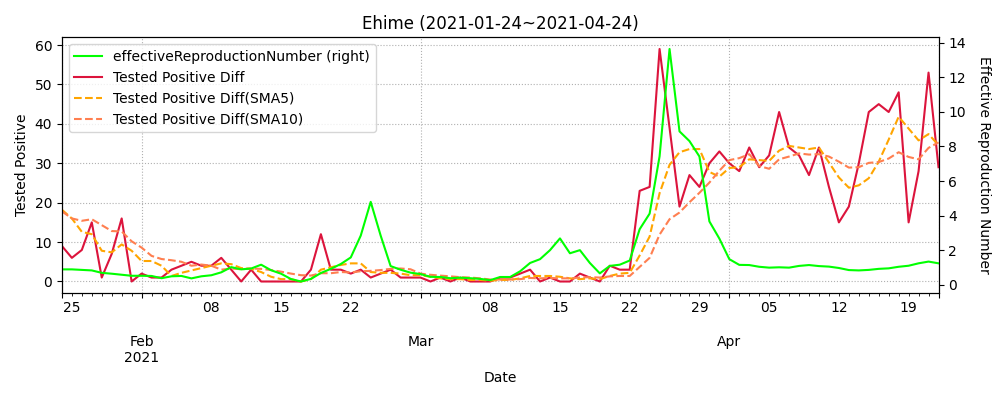 Ehime (2021-01-24~2021-04-24)
effectiveReproductionNumber (right)
Tested Positive Diff
Tested Positive Diff(SMA5)
Tested Positive Diff(SMA10)
Tested Positive
60
50
40
30
20
10
0
14
12
10
8
6
4
2
0
Effective Reproduction Number
25 08 15 22 08 15 22 29 05 12 19
Feb Mar Apr
2021
Date